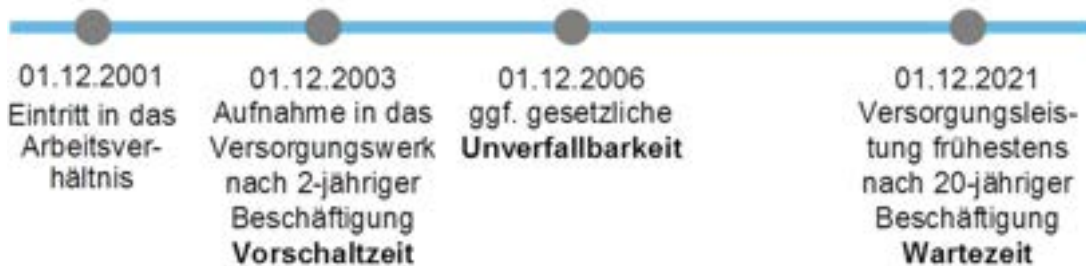 01.12.2001
Eintritt in das
Arbeitsver-
hältnis
01.12.2003
Aufnahme in das
Versorgungswerk
nach 2-jähriger
Beschäftigung
Vorschaltzeit
01.12.2006
ggf. gesetzliche
Unverfallbarkeit
01.12.2021
Versorgungsleis-
tung frühestens
nach 20-jähriger
Beschäftigung
Wartezeit